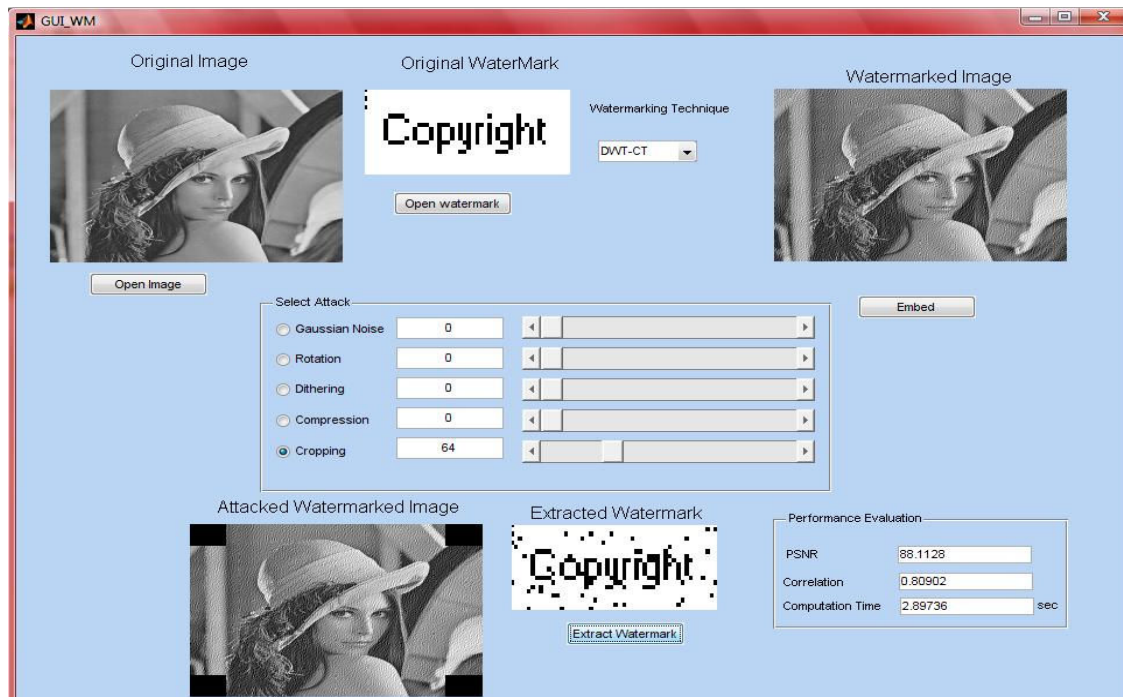 GUI_WM
Original Image
Original WaterMark
Watermarked Image
Copyright
Watermarking Technique
DWT-CT
Open watermark
Open Image
Embed
Select Attack
Gaussian Noise 0
Rotation 0
Dithering 0
Compression 0
Cropping 64
Attacked Watermarked Image
Extracted Watermark
Copyright
Performance Evaluation
PSNR 88.1128
Correlation 0.80902
Computation Time 2.89736 sec
Extract Watermark